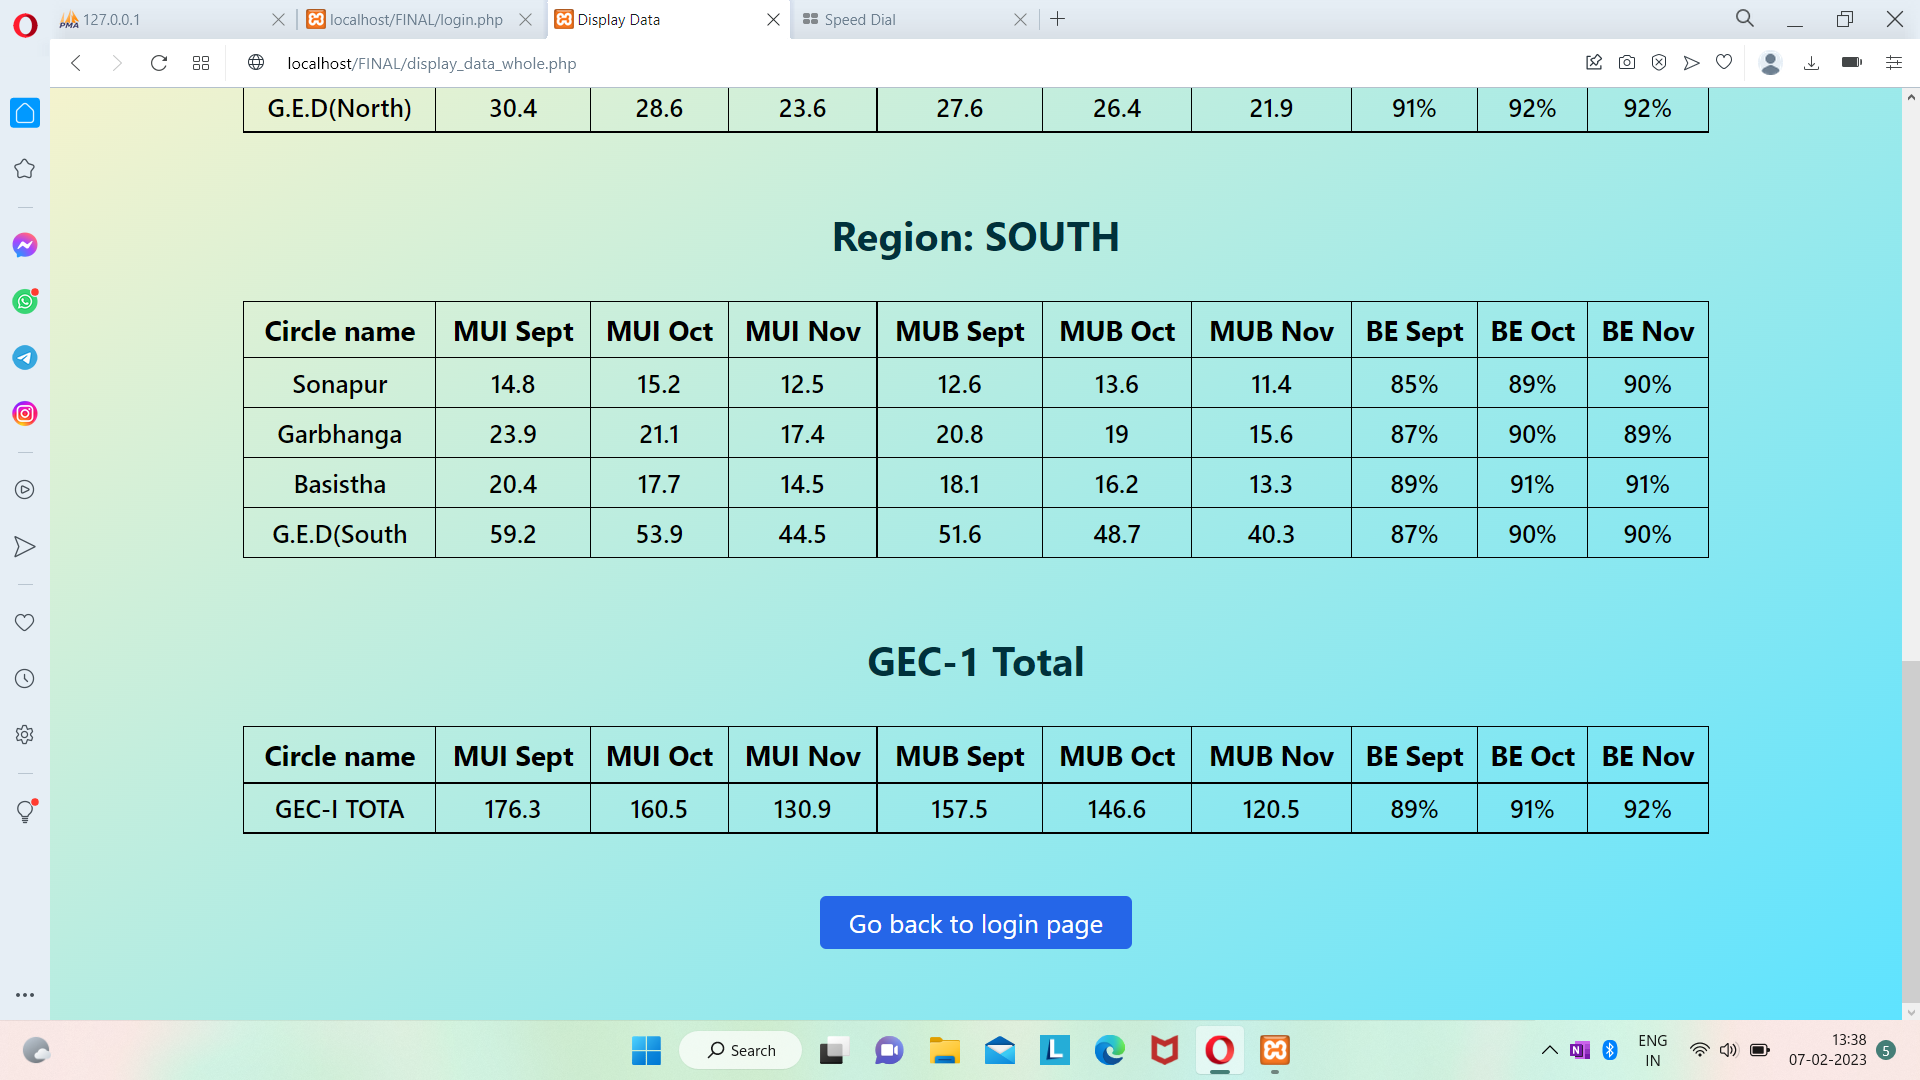 127.0.0.1
localhost/FINAL/login.php
Display Data
Speed Dial
localhost/FINAL/display_data_whole.php
G.E.D(North) 30.4 28.6 23.6 27.6 26.4 21.9 91% 92% 92%
Region: SOUTH
Circle name MUI Sept MUI Oct MUI Nov MUB Sept MUB Oct MUB Nov BE Sept BE Oct BE Nov
Sonapur 14.8 15.2 12.5 12.6 13.6 11.4 85% 89% 90%
Garbhanga 23.9 21.1 17.4 20.8 19 15.6 87% 90% 89%
Basistha 20.4 17.7 14.5 18.1 16.2 13.3 89% 91% 91%
G.E.D(South 59.2 53.9 44.5 51.6 48.7 40.3 87% 90% 90%
GEC-1 Total
Circle name MUI Sept MUI Oct MUI Nov MUB Sept MUB Oct MUB Nov BE Sept BE Oct BE Nov
GEC-I TOTA 176.3 160.5 130.9 157.5 146.6 120.5 89% 91% 92%
Go back to login page
Search
ENG
IN
13:38
07-02-2023
5